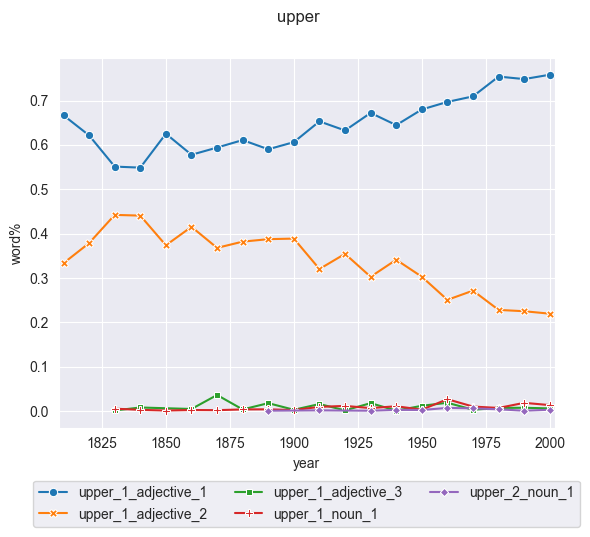 upper
word%
0.7
0.6
0.5
0.4
0.3
0.2
0.1
0.0
1825 1850 1875 1900 1925 1950 1975 2000
year
upper_1_adjective_1 upper_1_adjective_3 upper_2_noun_1
upper_1_adjective_2 upper_1_noun_1